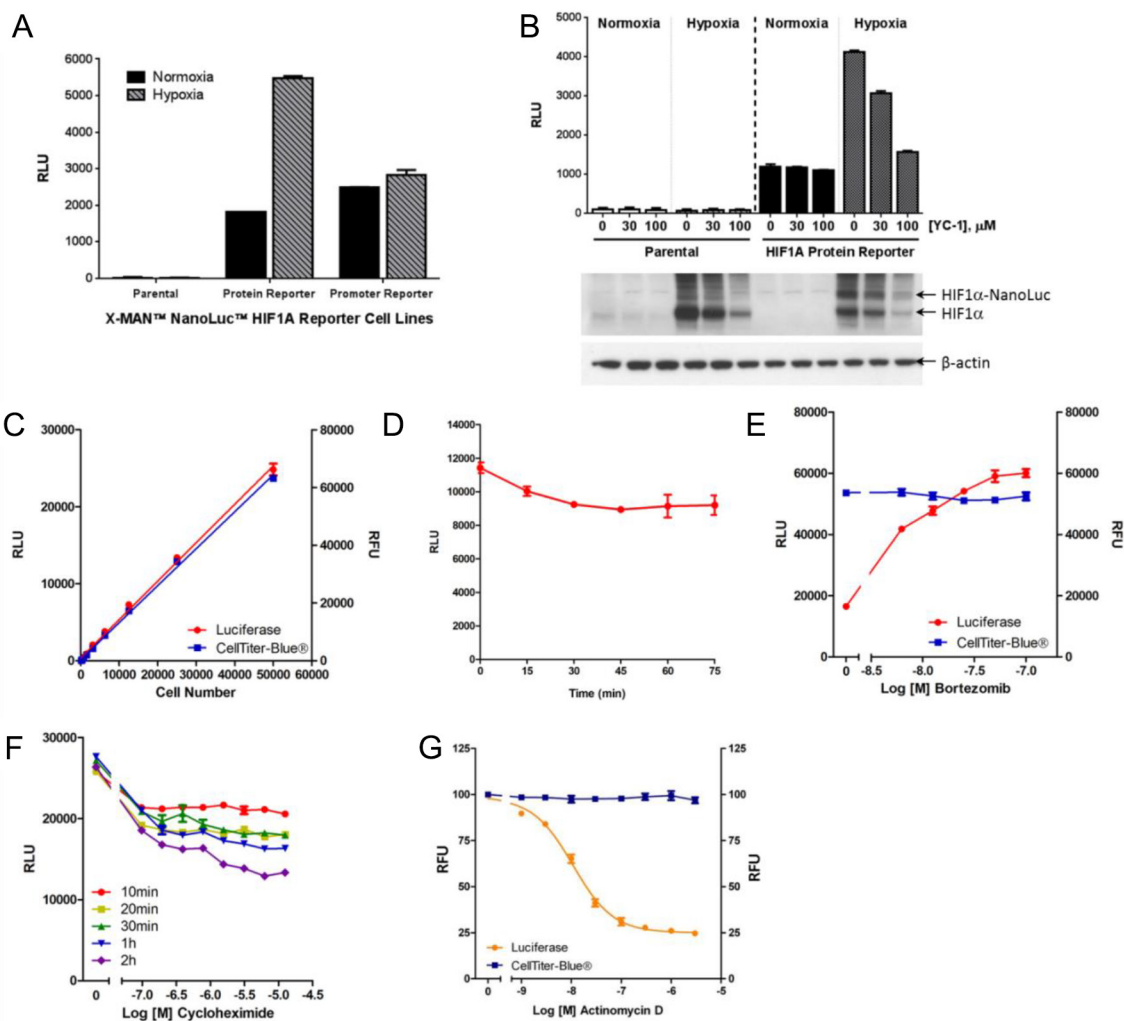 A
RLU
6000
5000
4000
3000
2000
1000
0
Normoxia
Hypoxia
Parental
Protein Reporter
Promoter Reporter
X-MAN™ NanoLuc™ HIF1A Reporter Cell Lines
B
Normoxia Hypoxia Normoxia Hypoxia
RLU
5000
4000
3000
2000
1000
0
0 30 100 0 30 100 0 30 100 0 30 100 [YC-1], µM
Parental HIF1A Protein Reporter
HIF1α-NanoLuc
HIF1α
β-actin
C
RLU
30000
20000
10000
0
80000
60000
40000
20000
0
RFU
Luciferase
CellTiter-Blue®
0 10000 20000 30000 40000 50000 60000
Cell Number
D
RLU
14000
12000
10000
8000
6000
4000
2000
0
0 15 30 45 60 75
Time (min)
E
RLU
80000
60000
40000
20000
0
80000
60000
40000
20000
0
RFU
Luciferase
CellTiter-Blue®
0 -8.5 -8.0 -7.5 -7.0
Log [M] Bortezomib
F
RLU
30000
20000
10000
0
10min
20min
30min
1h
2h
0 -7.0 -6.5 -6.0 -5.5 -5.0 -4.5
Log [M] Cycloheximide
G
RFU
125
100
75
50
25
0
125
100
75
50
25
0
RFU
Luciferase
CellTiter-Blue®
0 -9 -8 -7 -6 -5
Log [M] Actinomycin D